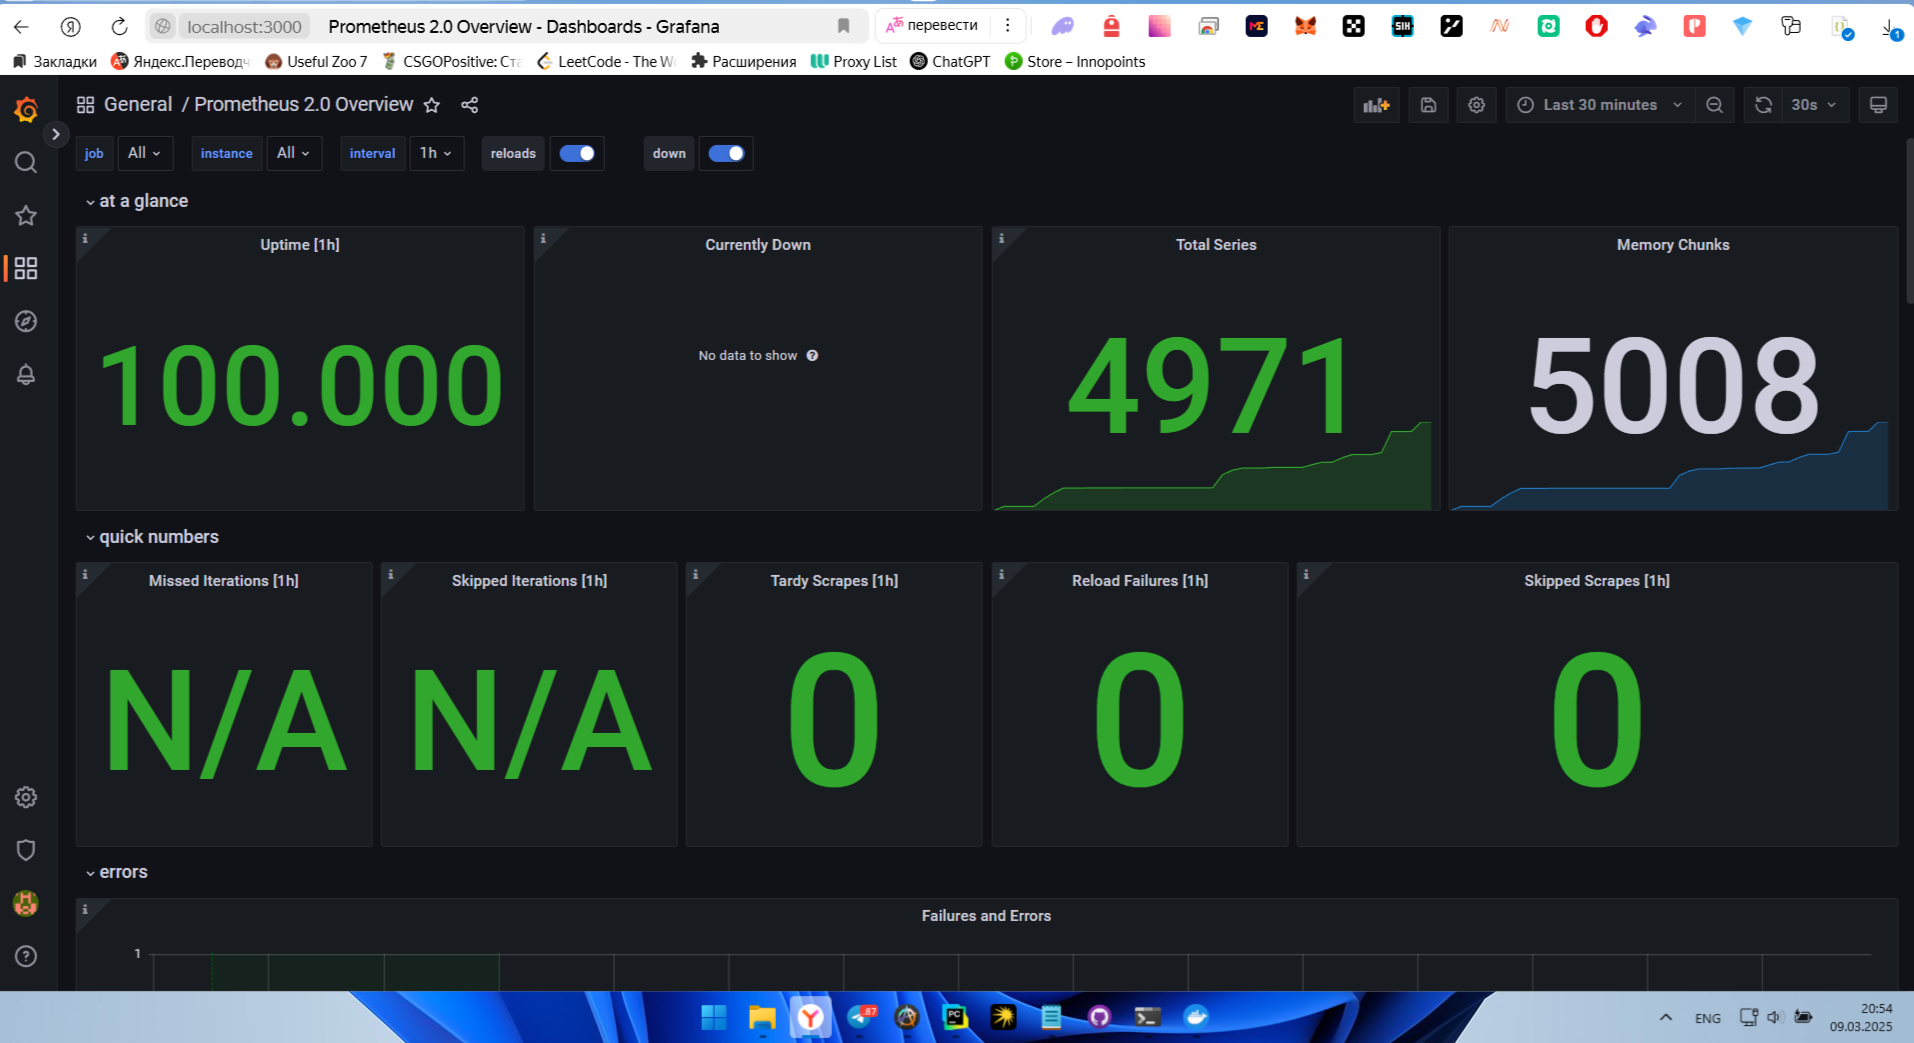 localhost:3000 Prometheus 2.0 Overview - Dashboards - Grafana перевести
1
Закладки Яндекс.Переводч Useful Zoo 7 CSGOPositive: Ста LeetCode - The W Расширения Proxy List ChatGPT Store – Innopoints
General / Prometheus 2.0 Overview Last 30 minutes 30s
job All instance All interval 1h reloads down
at a glance
Uptime [1h] Currently Down Total Series Memory Chunks
100.000 No data to show 4971 5008
quick numbers
Missed Iterations [1h] Skipped Iterations [1h] Tardy Scrapes [1h] Reload Failures [1h] Skipped Scrapes [1h]
N/A N/A 0 0 0
errors
Failures and Errors
1
87 PC ENG 20:54
09.03.2025